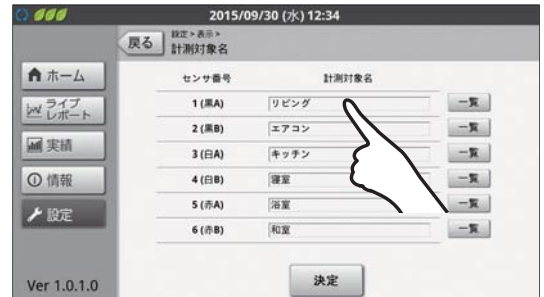 2015/09/30 (水) 12:34
戻る
設定 > 表示 >
計測対象名
ホーム
ライブ
レポート
実績
情報
設定
Ver 1.0.1.0
センサ番号 計測対象名
1 (黒A) リビング 一覧
2 (黒B) エアコン 一覧
3 (白A) キッチン 一覧
4 (白B) 寝室 一覧
5 (赤A) 浴室 一覧
6 (赤B) 和室 一覧
決定